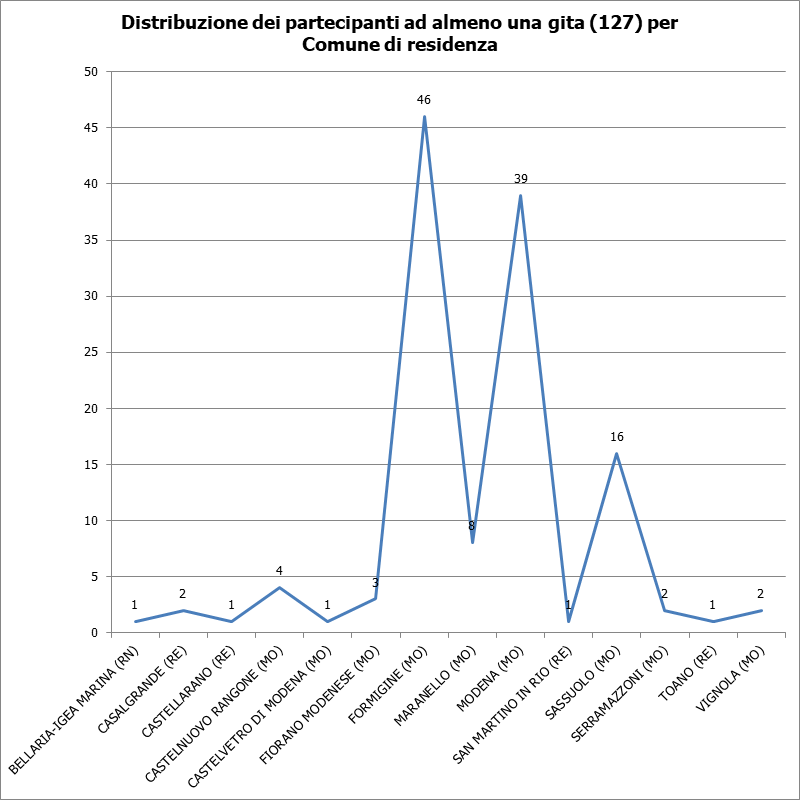 Distribuzione dei partecipanti ad almeno una gita (127) per
Comune di residenza
50
45
40
35
30
25
20
15
10
5
0
1
2
1
4
1
3
46
8
39
1
16
2
1
2
BELLARIA-IGEA MARINA (RN)
CASALGRANDE (RE)
CASTELLARANO (RE)
CASTELNUOVO RANGONE (MO)
CASTELVETRO DI MODENA (MO)
FIORANO MODENESE (MO)
FORMIGINE (MO)
MARANELLO (MO)
MODENA (MO)
SAN MARTINO IN RIO (RE)
SASSUOLO (MO)
SERRAMAZZONI (MO)
TOANO (RE)
VIGNOLA (MO)